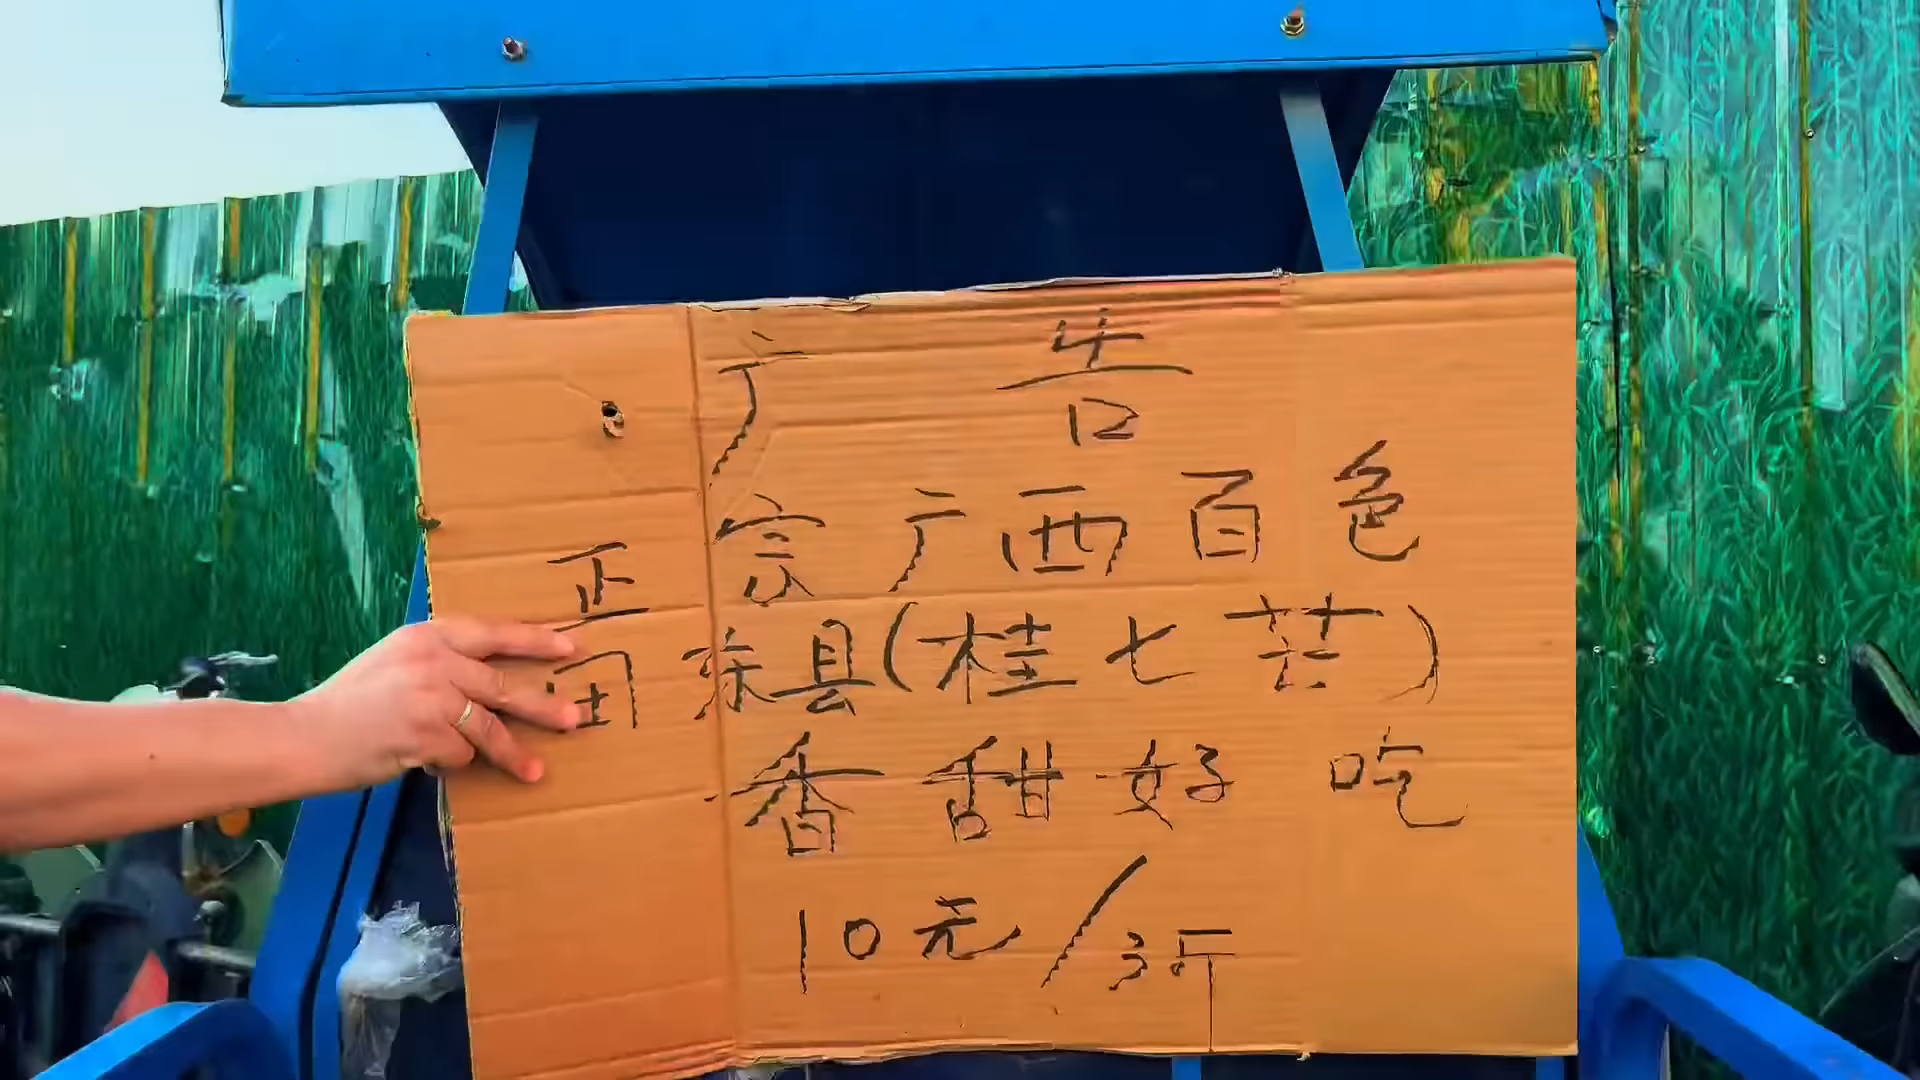 广告
正宗广西百色
田东县(桂七芒)
香甜好吃
10元/3斤